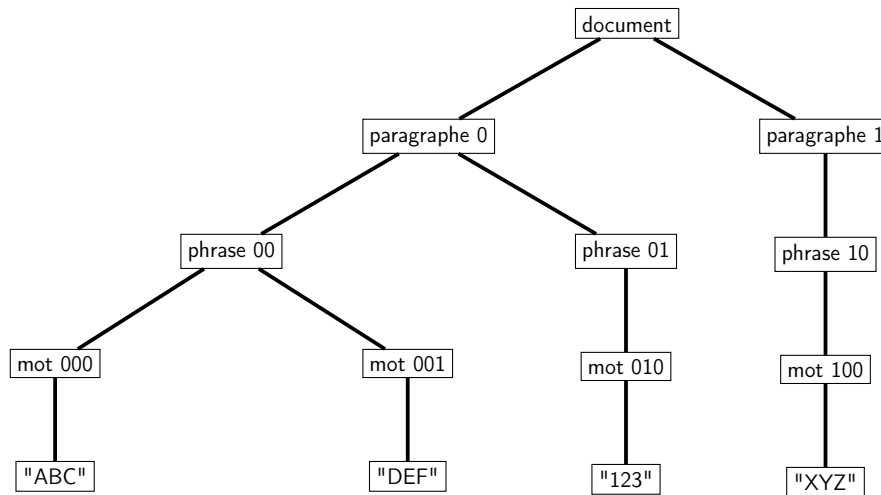 document
paragraphe 0
paragraphe 1
phrase 00
phrase 01
phrase 10
mot 000
mot 001
mot 010
mot 100
"ABC"
"DEF"
"123"
"XYZ"